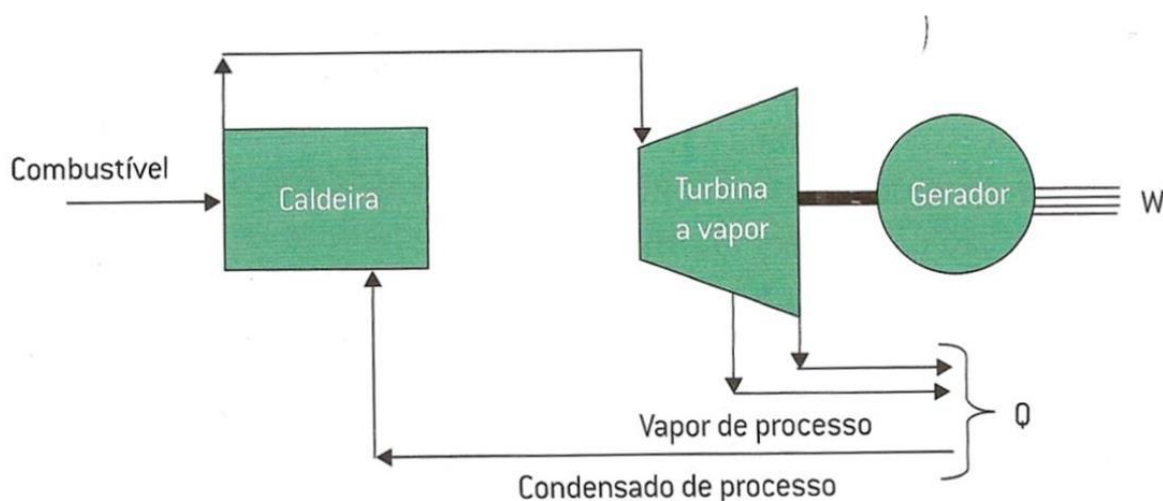 Combustível
Caldeira
Turbina
a vapor
Gerador
W
Vapor de processo
Q
Condensado de processo